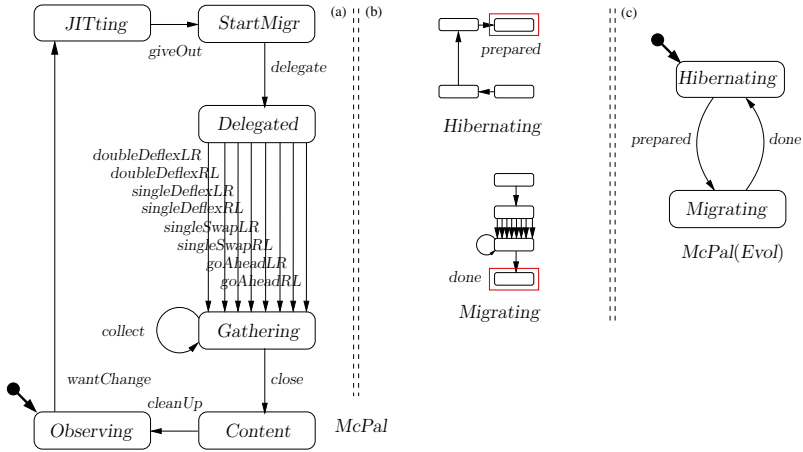 (a)
JITting
StartMigr
giveOut
delegate
Delegated
doubleDeflexLR
doubleDeflexRL
singleDeflexLR
singleDeflexRL
singleSwapLR
singleSwapRL
goAheadLR
goAheadRL
collect
Gathering
wantChange
close
cleanUp
Observing
Content
McPal
(b)
prepared
Hibernating
done
Migrating
(c)
Hibernating
prepared
done
Migrating
McPal(Evol)